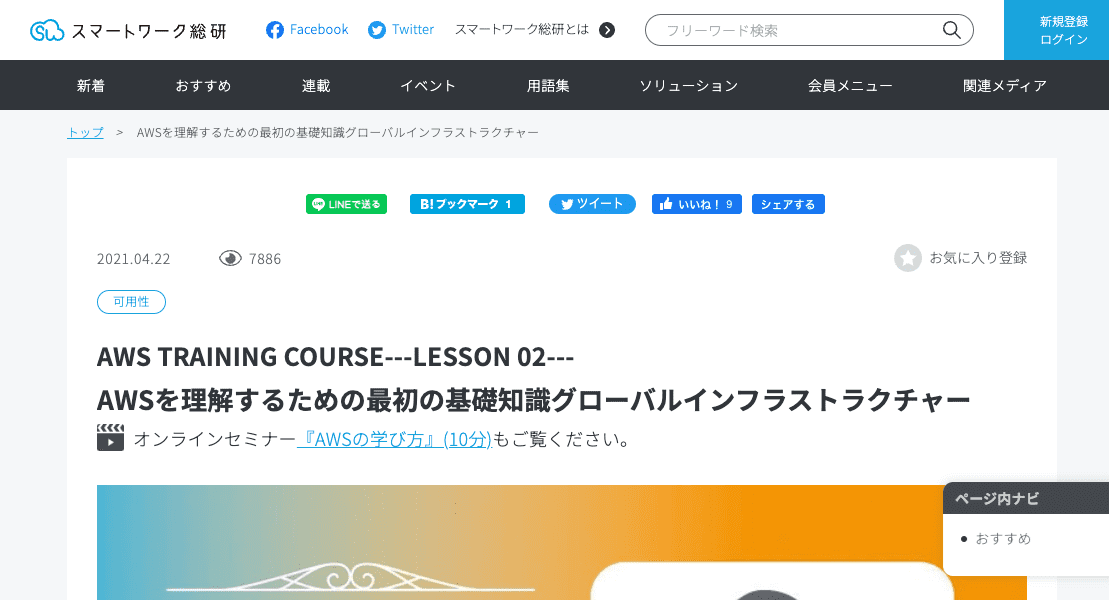 スマートワーク総研
Facebook
Twitter
スマートワーク総研とは
フリーワード検索
新規登録
ログイン
新着
おすすめ
連載
イベント
用語集
ソリューション
会員メニュー
関連メディア
トップ > AWSを理解するための最初の基礎知識グローバルインフラストラクチャー
LINE LINEで送る
B!ブックマーク 1
ツイート
いいね！ 9
シェアする
2021.04.22
7886
お気に入り登録
可用性
AWS TRAINING COURSE---LESSON 02---
AWSを理解するための最初の基礎知識グローバルインフラストラクチャー
オンラインセミナー『AWSの学び方』(10分)もご覧ください。
ページ内ナビ
おすすめ